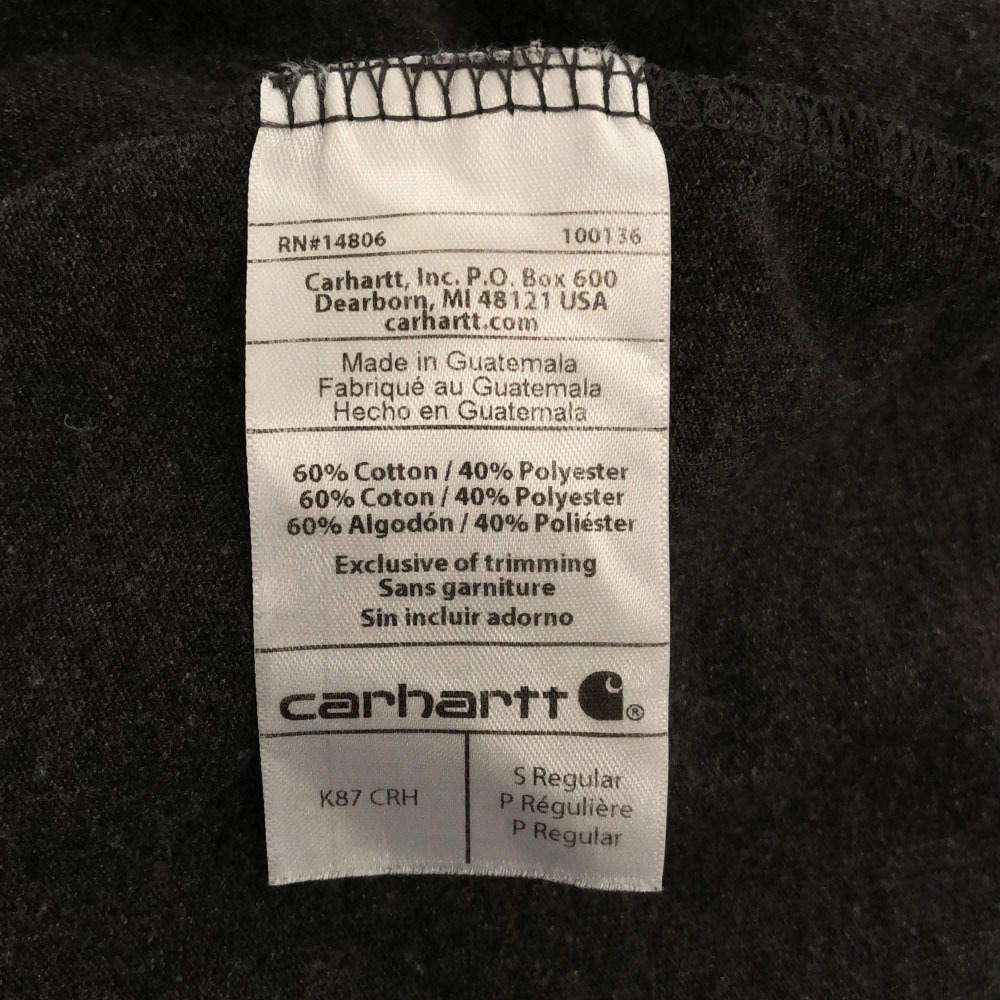 RN#14806 100136
Carhartt, Inc. P.O. Box 600
Dearborn, MI 48121 USA
carhartt.com
Made in Guatemala
Fabriqué au Guatemala
Hecho en Guatemala
60% Cotton / 40% Polyester
60% Coton / 40% Polyester
60% Algodón / 40% Poliéster
Exclusive of trimming
Sans garniture
Sin incluir adorno
carhartt ®
K87 CRH
S Regular
P Régulière
P Regular